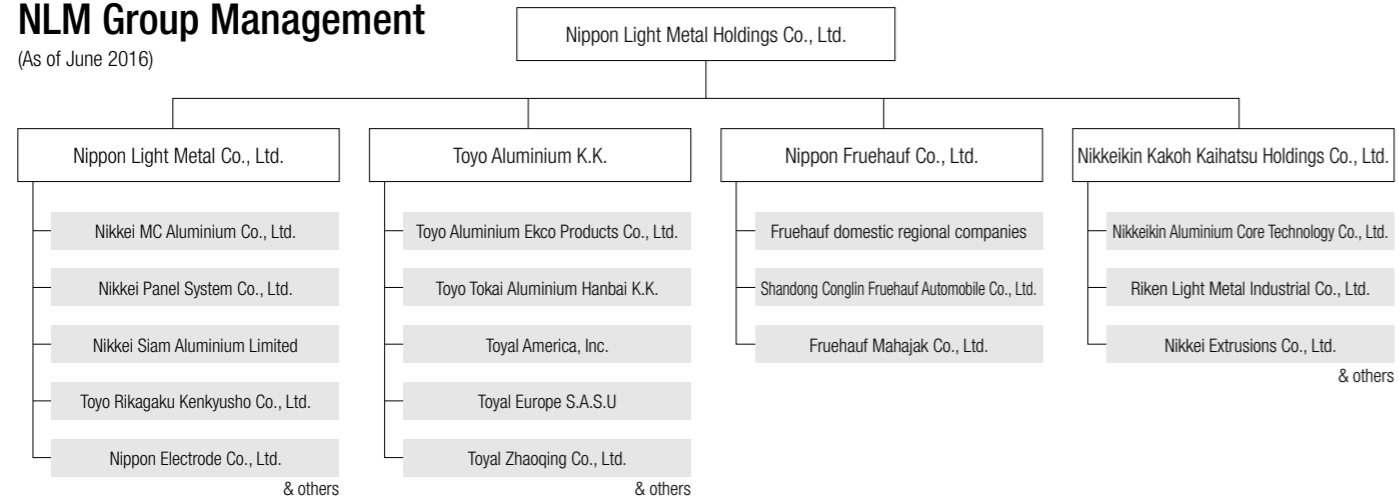 NLM Group Management
(As of June 2016)
Nippon Light Metal Holdings Co., Ltd.
Nippon Light Metal Co., Ltd.
Nikkei MC Aluminium Co., Ltd.
Nikkei Panel System Co., Ltd.
Nikkei Siam Aluminium Limited
Toyo Rikagaku Kenkyusho Co., Ltd.
Nippon Electrode Co., Ltd.
& others
Toyo Aluminium K.K.
Toyo Aluminium Ekco Products Co., Ltd.
Toyo Tokai Aluminium Hanbai K.K.
Toyal America, Inc.
Toyal Europe S.A.S.U
Toyal Zhaoqing Co., Ltd.
& others
Nippon Fruehauf Co., Ltd.
Fruehauf domestic regional companies
Shandong Conglin Fruehauf Automobile Co., Ltd.
Fruehauf Mahajak Co., Ltd.
Nikkeikin Kakoh Kaihatsu Holdings Co., Ltd.
Nikkeikin Aluminium Core Technology Co., Ltd.
Riken Light Metal Industrial Co., Ltd.
Nikkei Extrusions Co., Ltd.
& others